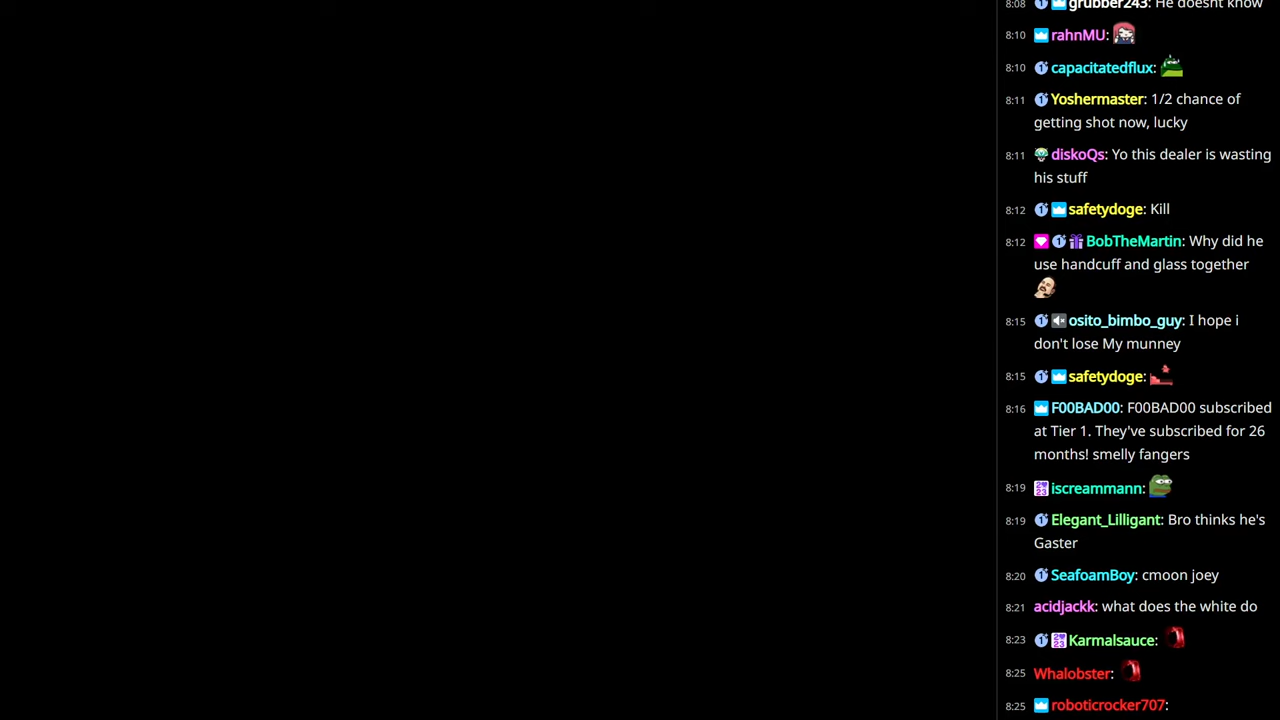 8:08 grubber243: He doesnt know
8:10 rahnMU:
8:10 capacitatedflux:
8:11 Yoshermaster: 1/2 chance of
getting shot now, lucky
8:11 diskoQs: Yo this dealer is wasting
his stuff
8:12 safetydoge: Kill
8:12 BobTheMartin: Why did he
use handcuff and glass together
8:15 osito_bimbo_guy: I hope i
don't lose My munney
8:15 safetydoge:
8:16 F00BAD00: F00BAD00 subscribed
at Tier 1. They've subscribed for 26
months! smelly fangers
8:19 iscreammann:
8:19 Elegant_Lilligant: Bro thinks he's
Gaster
8:20 SeafoamBoy: cmoon joey
8:21 acidjackk: what does the white do
8:23 Karmalsauce:
8:25 Whalobster:
8:25 roboticrocker707: